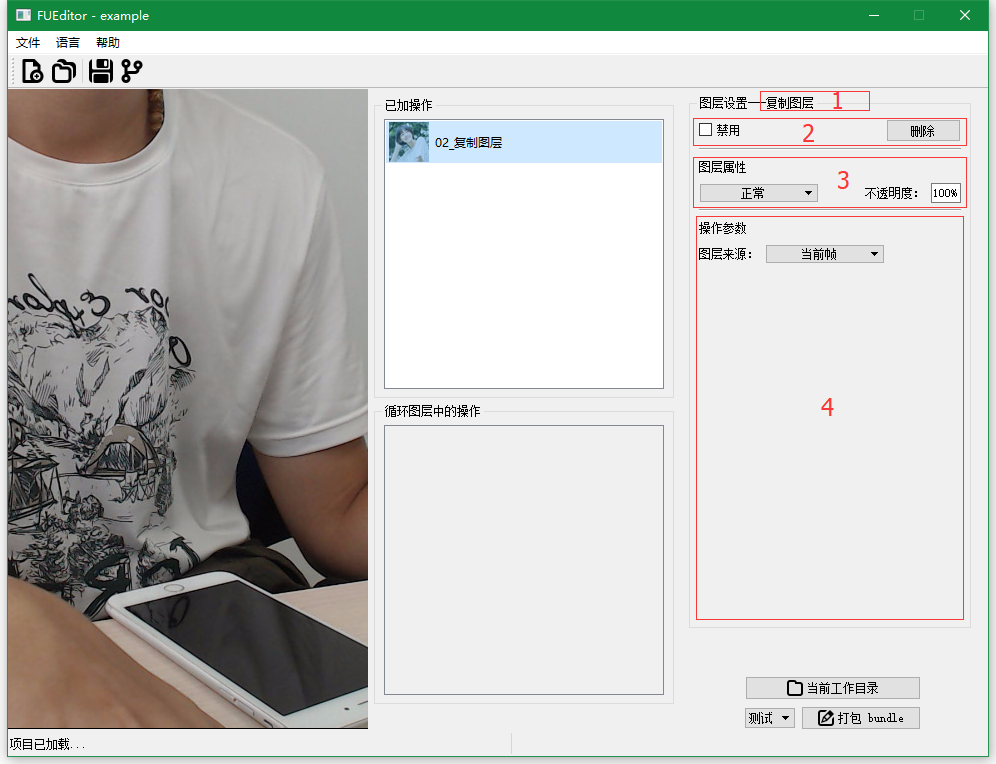 FUEditor - example
文件 语言 帮助
已加操作
02_复制图层
循环图层中的操作
图层设置——复制图层 1
禁用 2 删除
图层属性 3
正常 不透明度： 100%
操作参数
图层来源： 当前帧
4
当前工作目录
测试 打包 bundle
项目已加载...